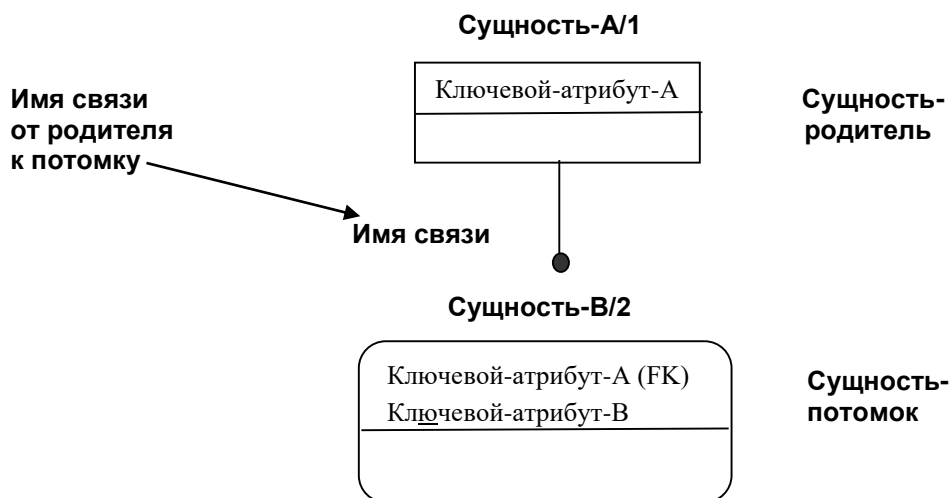 Сущность-A/1
Ключевой-атрибут-A
Имя связи
от родителя
к потомку
Сущность-
родитель
Имя связи
Сущность-B/2
Ключевой-атрибут-A (FK)
Ключевой-атрибут-B
Сущность-
потомок